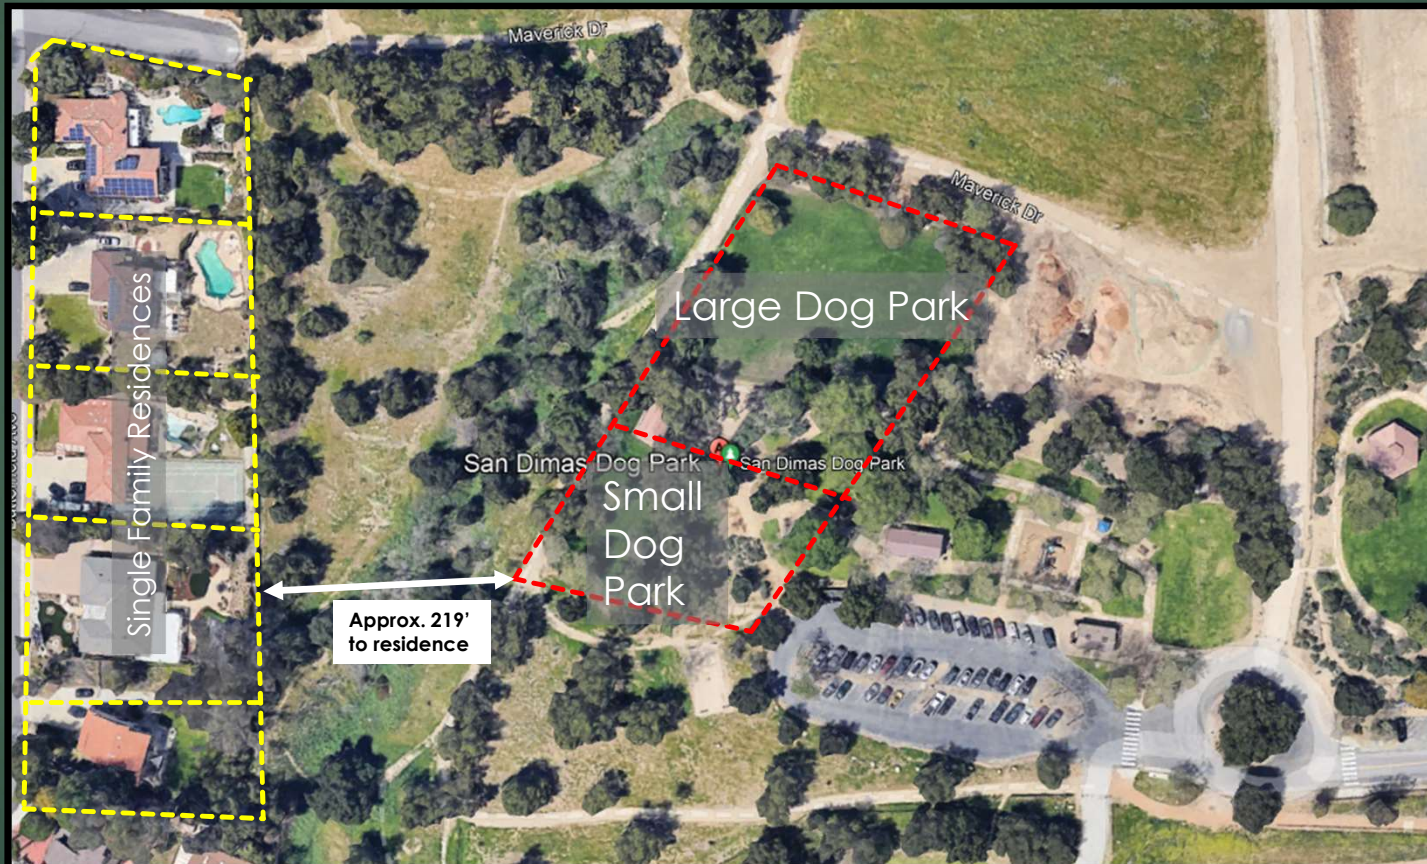 Maverick Dr
Maverick Dr
Large Dog Park
Single Family Residences
San Dimas Dog Park
San Dimas Dog Park
Small
Dog
Park
Approx. 219’
to residence